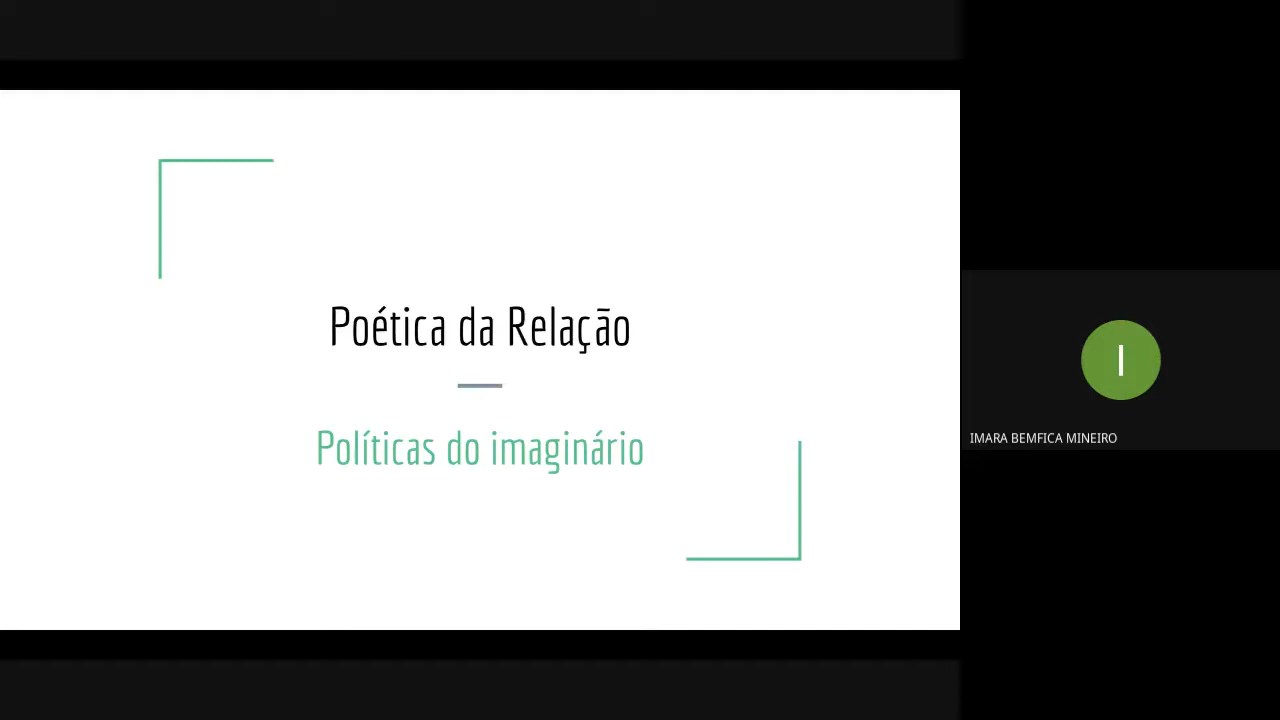 Poética da Relação
Políticas do imaginário
I
IMARA BEMFICA MINEIRO